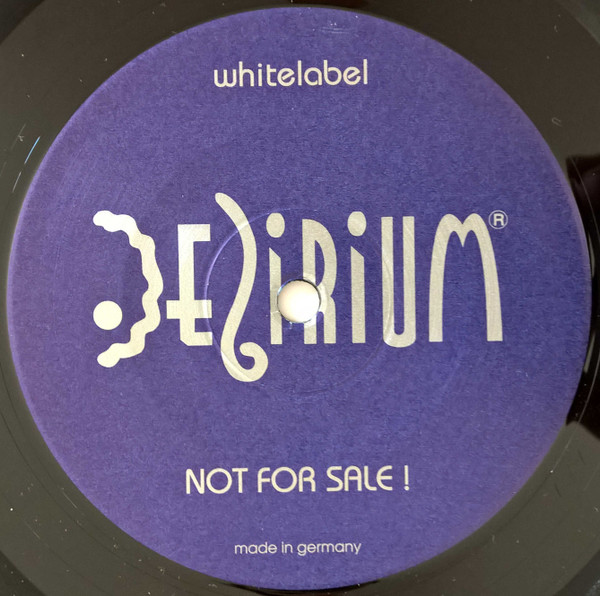 whitelabel
DELIRIUM®
NOT FOR SALE !
made in germany